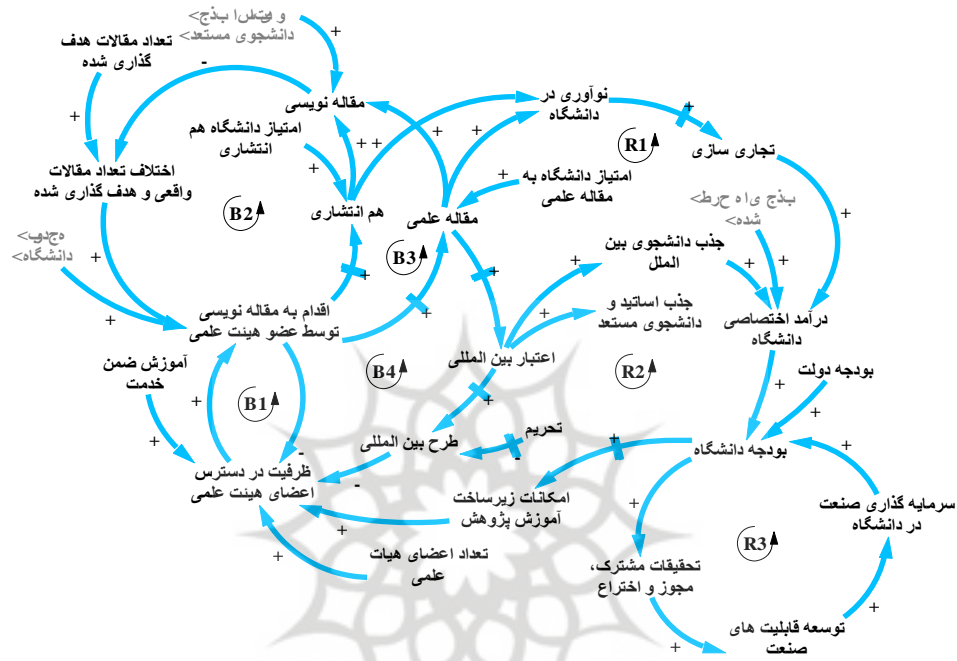 دانشجوی مستعد>
تعداد مقالات هدف
گذاری شده
-
+
+
مقاله نویسی
امتیاز دانشگاه هم
انتشاری
+
+ +
+
+
نوآوری در
دانشگاه
+
R1
تجاری سازی
+
اختلاف تعداد مقالات
واقعی و هدف گذاری شده
B2
هم انتشاری
مقاله علمی
+
امتیاز دانشگاه به
مقاله علمی
B3
<شده
+
دانشگاه>
+
+
+
+
+
جذب دانشجوی بین
الملل
+
+
+
جذب اساتید و
دانشجوی مستعد
+
درامد اختصاصی
دانشگاه
اقدام به مقاله نویسی
توسط عضو هیئت علمی
اعتبار بین المللی
R2
B4
B1
بودجه دولت
آموزش ضمن
خدمت
+
+
-
+
طرح بین المللی
تحریم
-
+
+
+
بودجه دانشگاه
ظرفیت در دسترس
اعضای هیئت علمی
-
+
امکانات زیرساخت
آموزش پژوهش
+
+
سرمایه گذاری صنعت
در دانشگاه
R3
+
تعداد اعضای هیات
علمی
تحقیقات مشترک،
مجوز و اختراع
+
+
توسعه قابلیت های
صنعت